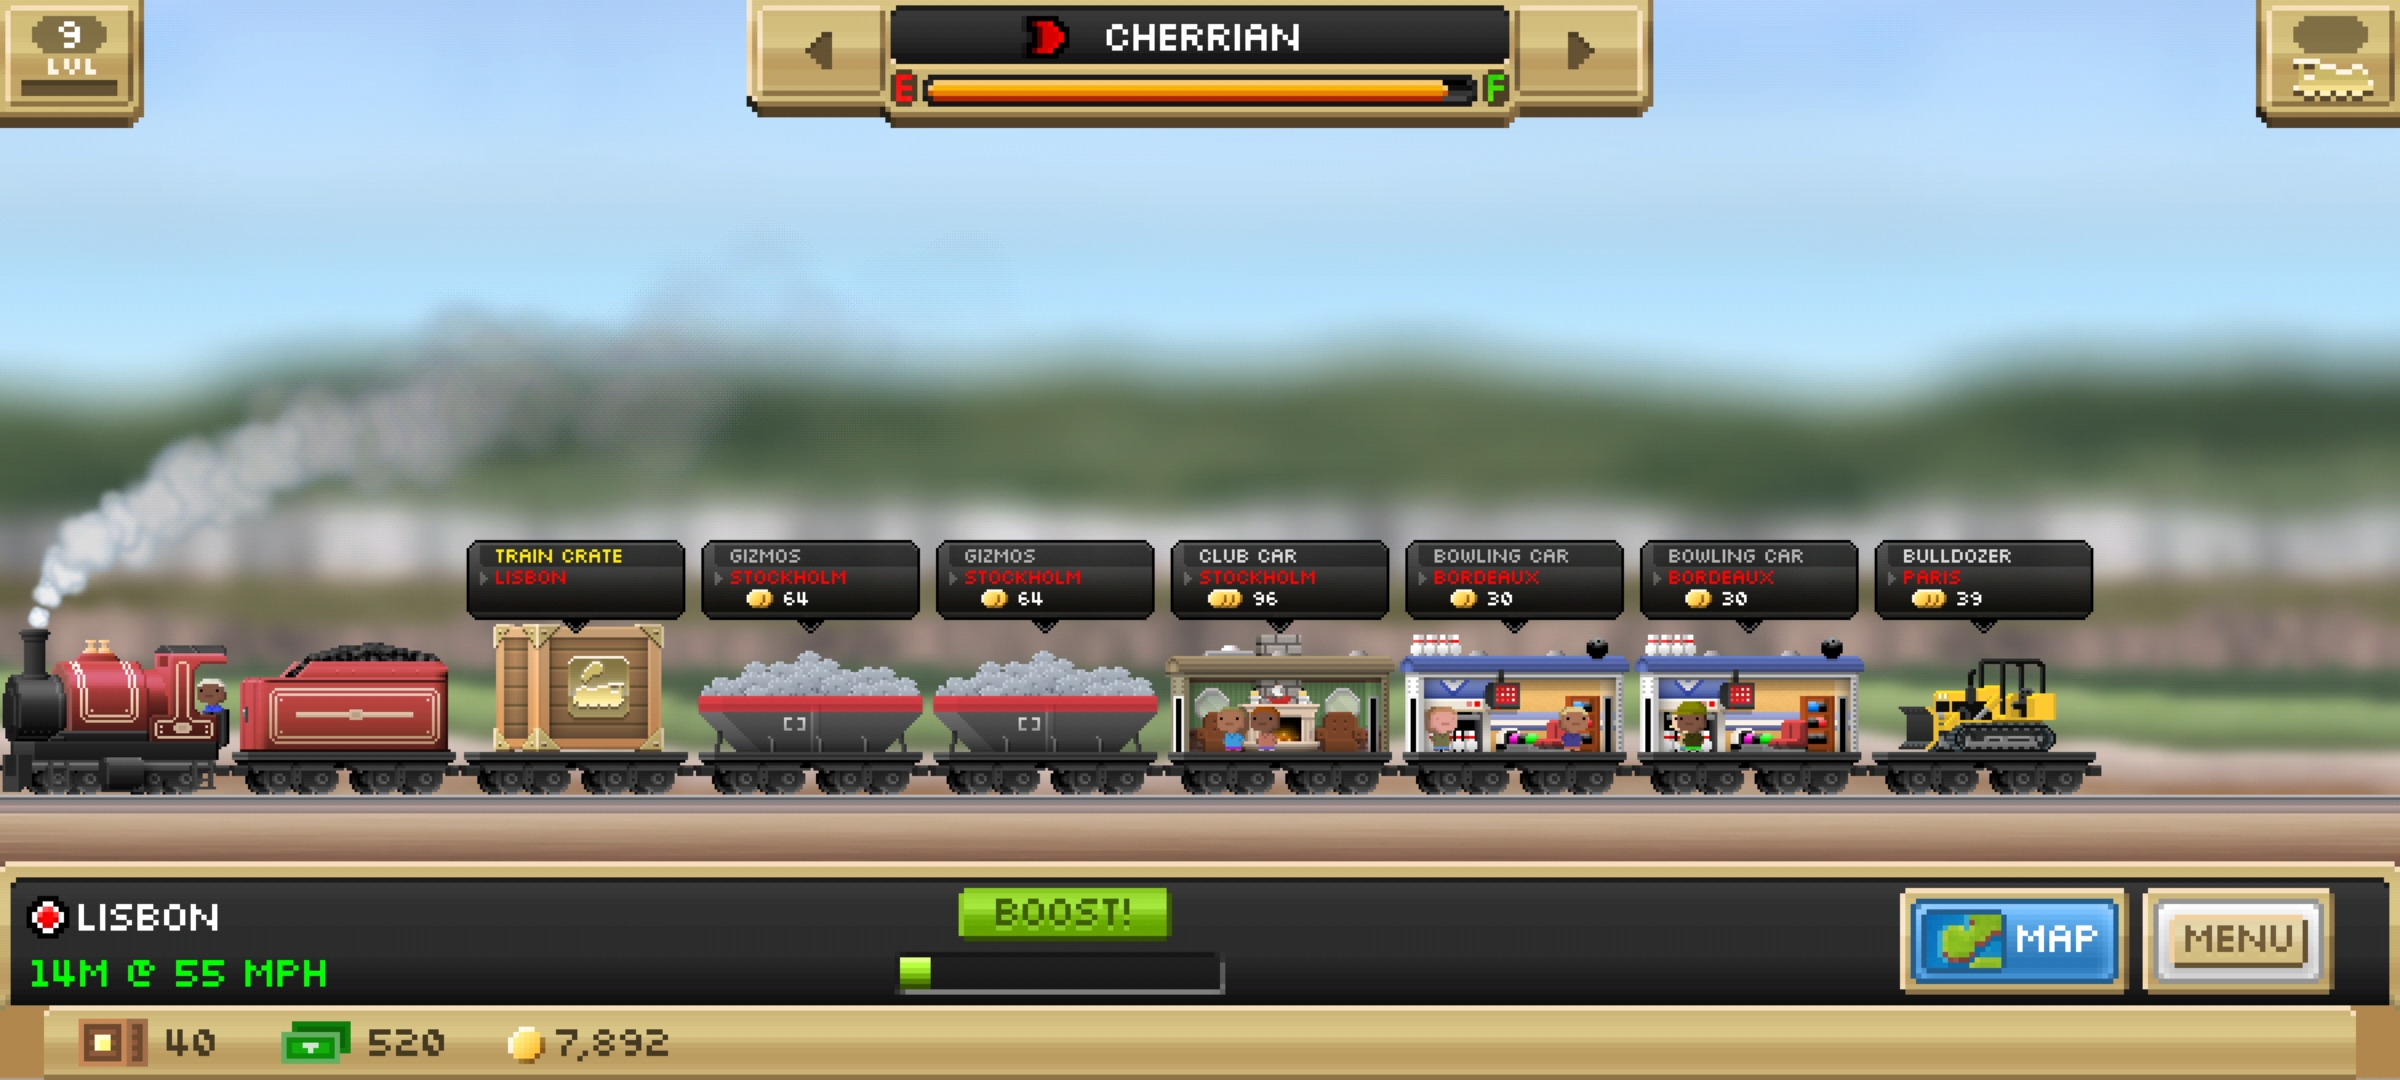 9
LVL
CHERRIAN
E F
TRAIN CRATE
LISBON
GIZMOS
STOCKHOLM
64
GIZMOS
STOCKHOLM
64
CLUB CAR
STOCKHOLM
96
BOWLING CAR
BORDEAUX
30
BOWLING CAR
BORDEAUX
30
BULLDOZER
PARIS
39
LISBON
14M @ 55 MPH
BOOST!
MAP
MENU
40
520
7,892